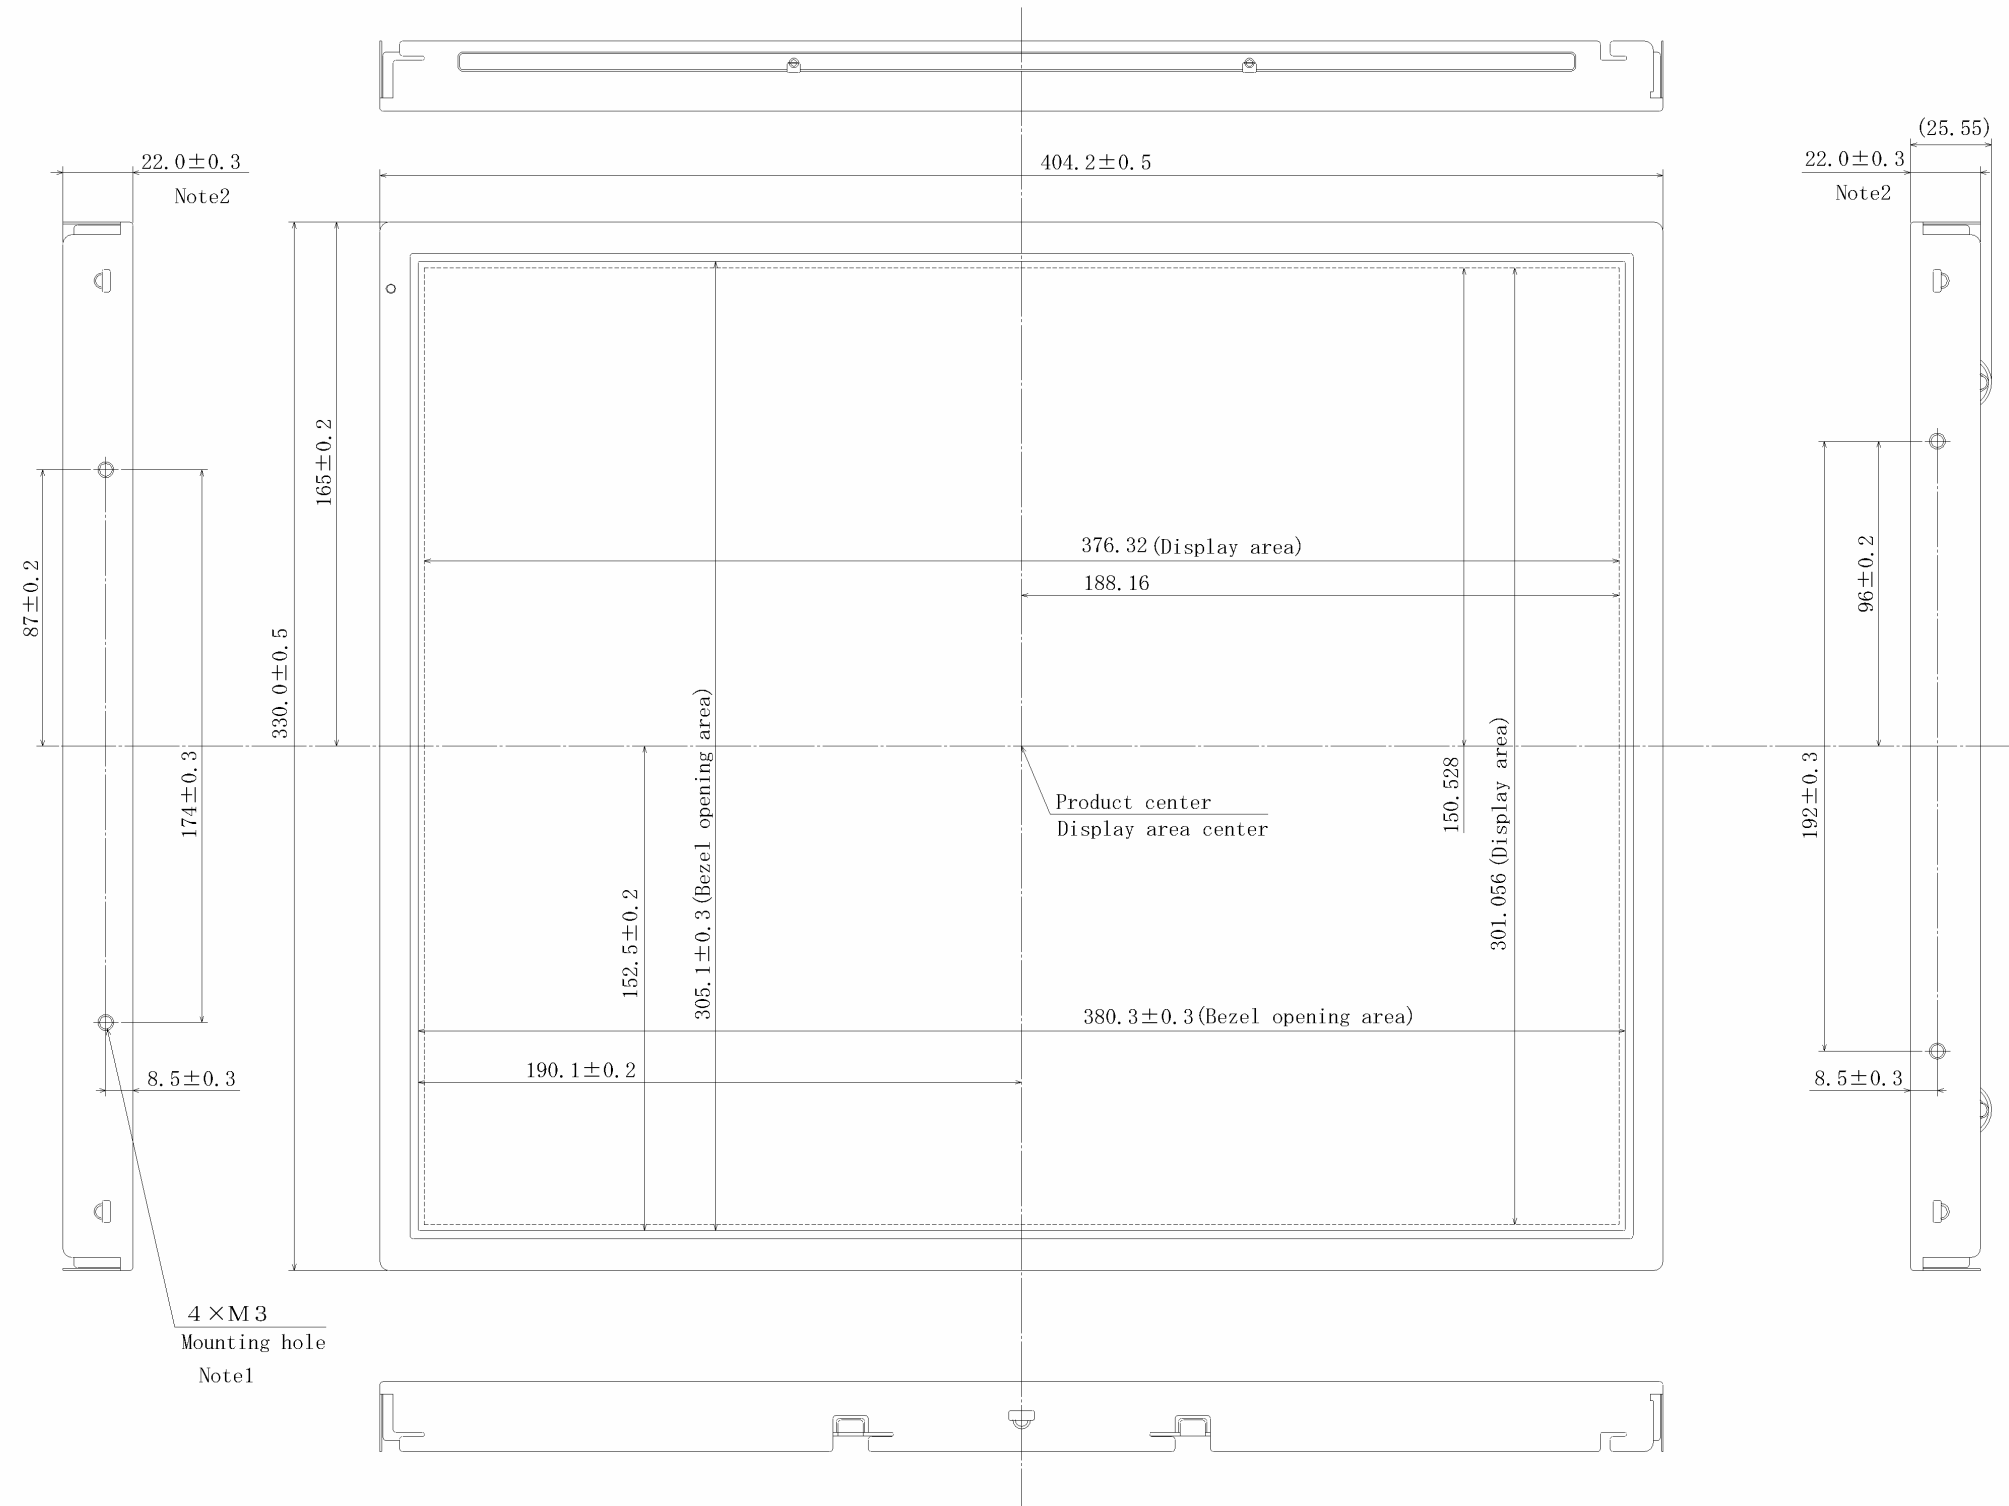 (25.55)
22.0±0.3
Note2
404.2±0.5
22.0±0.3
Note2
165±0.2
376.32(Display area)
188.16
96±0.2
87±0.2
330.0±0.5
174±0.3
305.1±0.3(Bezel opening area)
152.5±0.2
Product center
Display area center
150.528
301.056(Display area)
192±0.3
380.3±0.3(Bezel opening area)
190.1±0.2
8.5±0.3
8.5±0.3
4×M3
Mounting hole
Note1